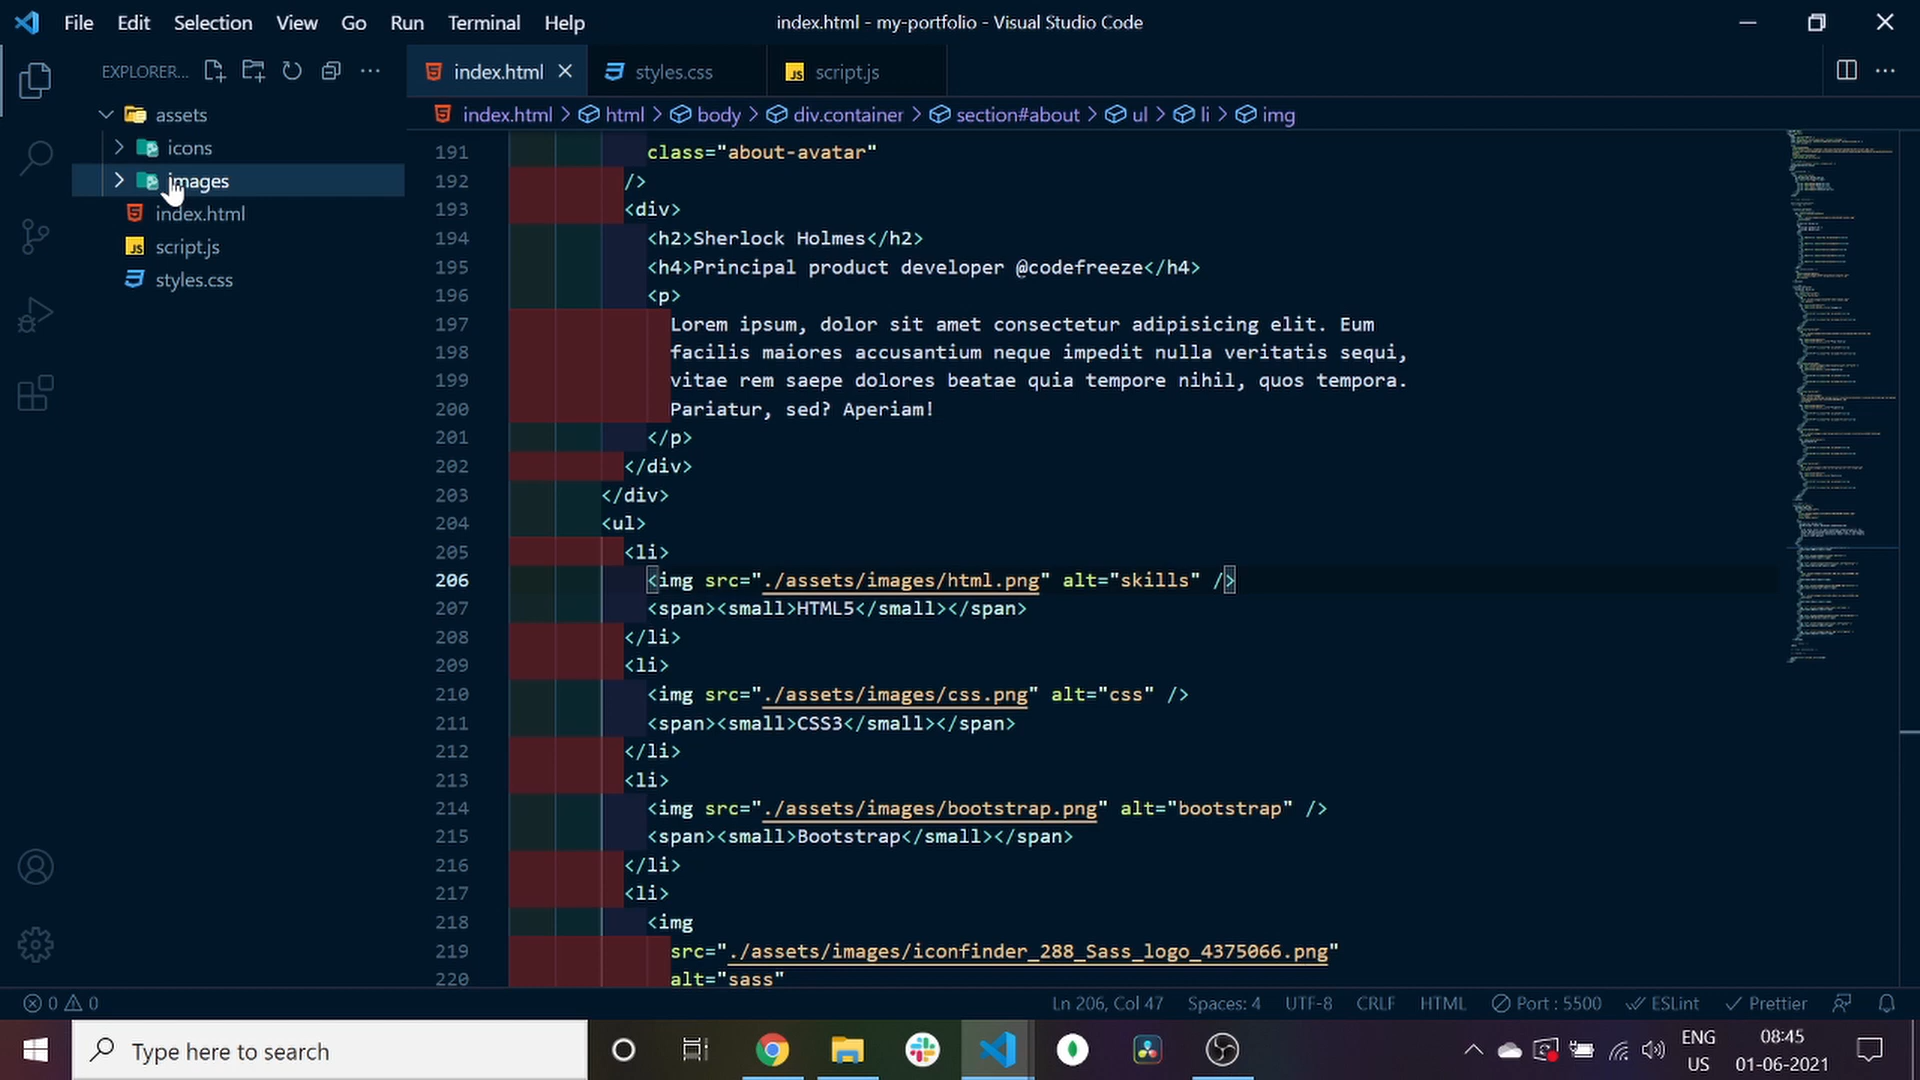 File Edit Selection View Go Run Terminal Help
index.html - my-portfolio - Visual Studio Code
EXPLORER...
assets
icons
images
index.html
script.js
styles.css
index.html styles.css JS script.js
index.html > html > body > div.container > section#about > ul > li > img
191 class="about-avatar"
192 />
193 <div>
194 <h2>Sherlock Holmes</h2>
195 <h4>Principal product developer @codefreeze</h4>
196 <p>
197 Lorem ipsum, dolor sit amet consectetur adipisicing elit. Eum
198 facilis maiores accusantium neque impedit nulla veritatis sequi,
199 vitae rem saepe dolores beatae quia tempore nihil, quos tempora.
200 Pariatur, sed? Aperiam!
201 </p>
202 </div>
203 </div>
204 <ul>
205 <li>
206 <img src="./assets/images/html.png" alt="skills" />
207 <span><small>HTML5</small></span>
208 </li>
209 <li>
210 <img src="./assets/images/css.png" alt="css" />
211 <span><small>CSS3</small></span>
212 </li>
213 <li>
214 <img src="./assets/images/bootstrap.png" alt="bootstrap" />
215 <span><small>Bootstrap</small></span>
216 </li>
217 <li>
218 <img
219 src="./assets/images/iconfinder_288_Sass_logo_4375066.png"
220 alt="sass"
0 0 Ln 206, Col 47 Spaces: 4 UTF-8 CRLF HTML Port : 5500 ESLint Prettier
Type here to search
ENG
US
08:45
01-06-2021